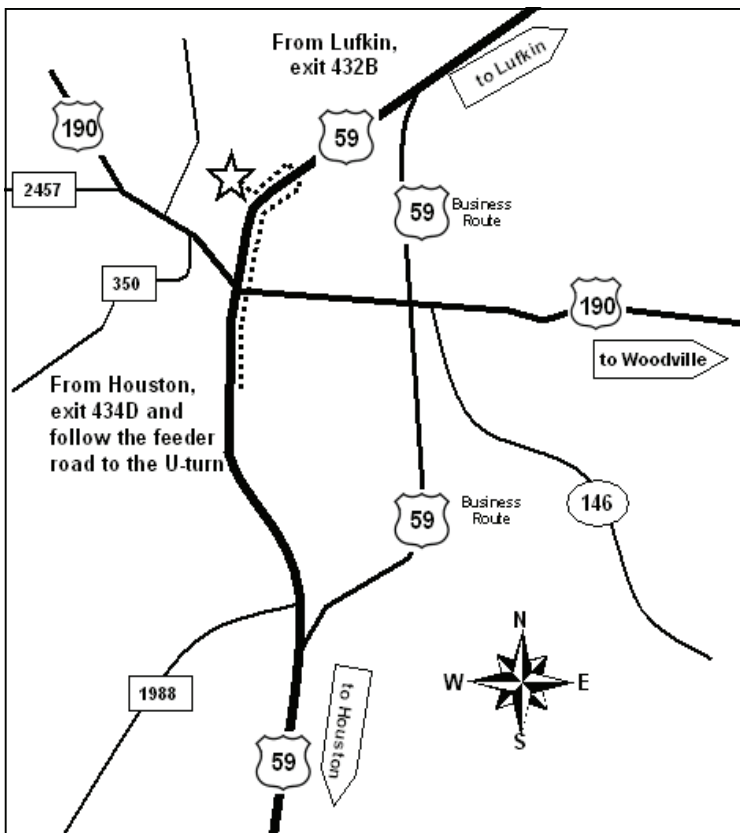 From Lufkin,
exit 432B
to Lufkin
190
59
2457
59
Business
Route
350
190
to Woodville
From Houston,
exit 434D and
follow the feeder
road to the U-turn
146
59
Business
Route
N
W
E
S
1988
to Houston
59